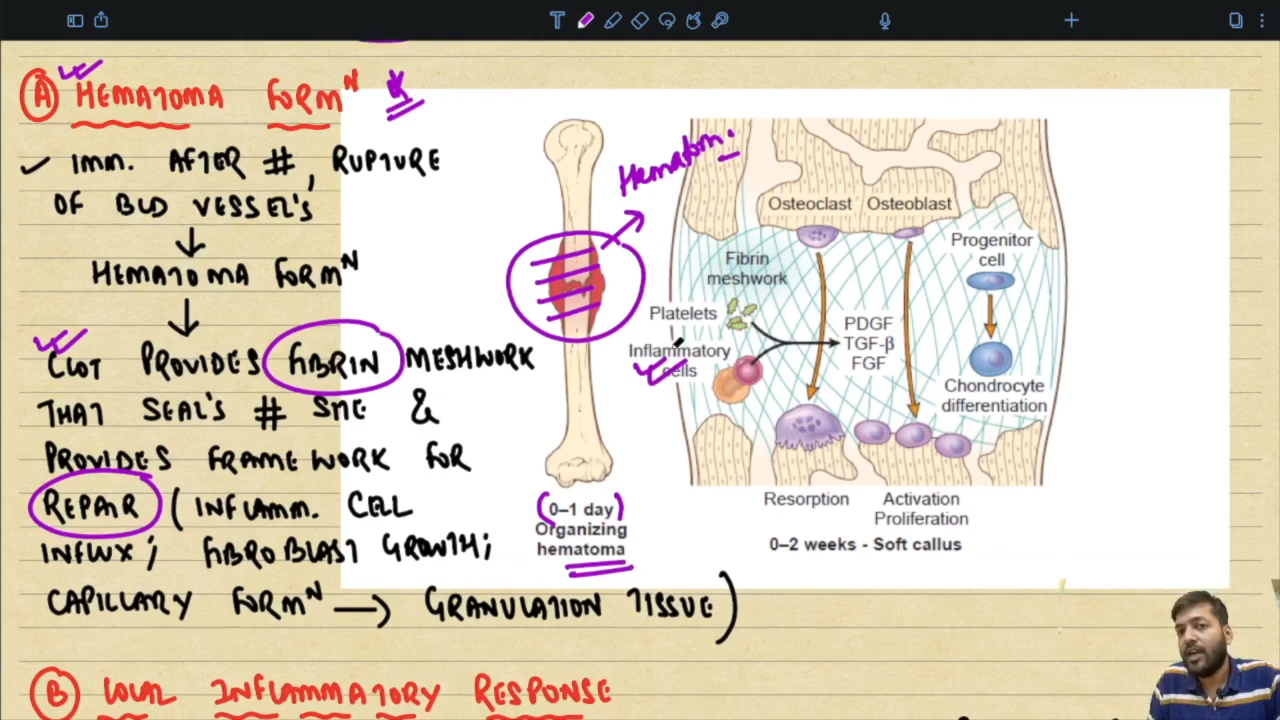 Ⓐ HEMATOMA FORMᴺ
✓ IMM. AFTER #, RUPTURE
OF BLD VESSEL'S
↓
HEMATOMA FORMᴺ
↓
CLOT PROVIDES FIBRIN MESHWORK
THAT SEAL'S # SITE &
PROVIDES FRAMEWORK FOR
REPAIR ( INFLAMM. CELL
INFLUX ; FIBROBLAST GROWTH ;
CAPILLARY FORMᴺ → GRANULATION TISSUE )
Ⓑ LOCAL INFLAMMATORY RESPONSE
Hematom.
(0–1 day)
Organizing
hematoma
Osteoclast Osteoblast
Progenitor
cell
Fibrin
meshwork
Platelets
Inflammatory
cells
PDGF
TGF-β
FGF
Chondrocyte
differentiation
Resorption
Activation
Proliferation
0–2 weeks - Soft callus